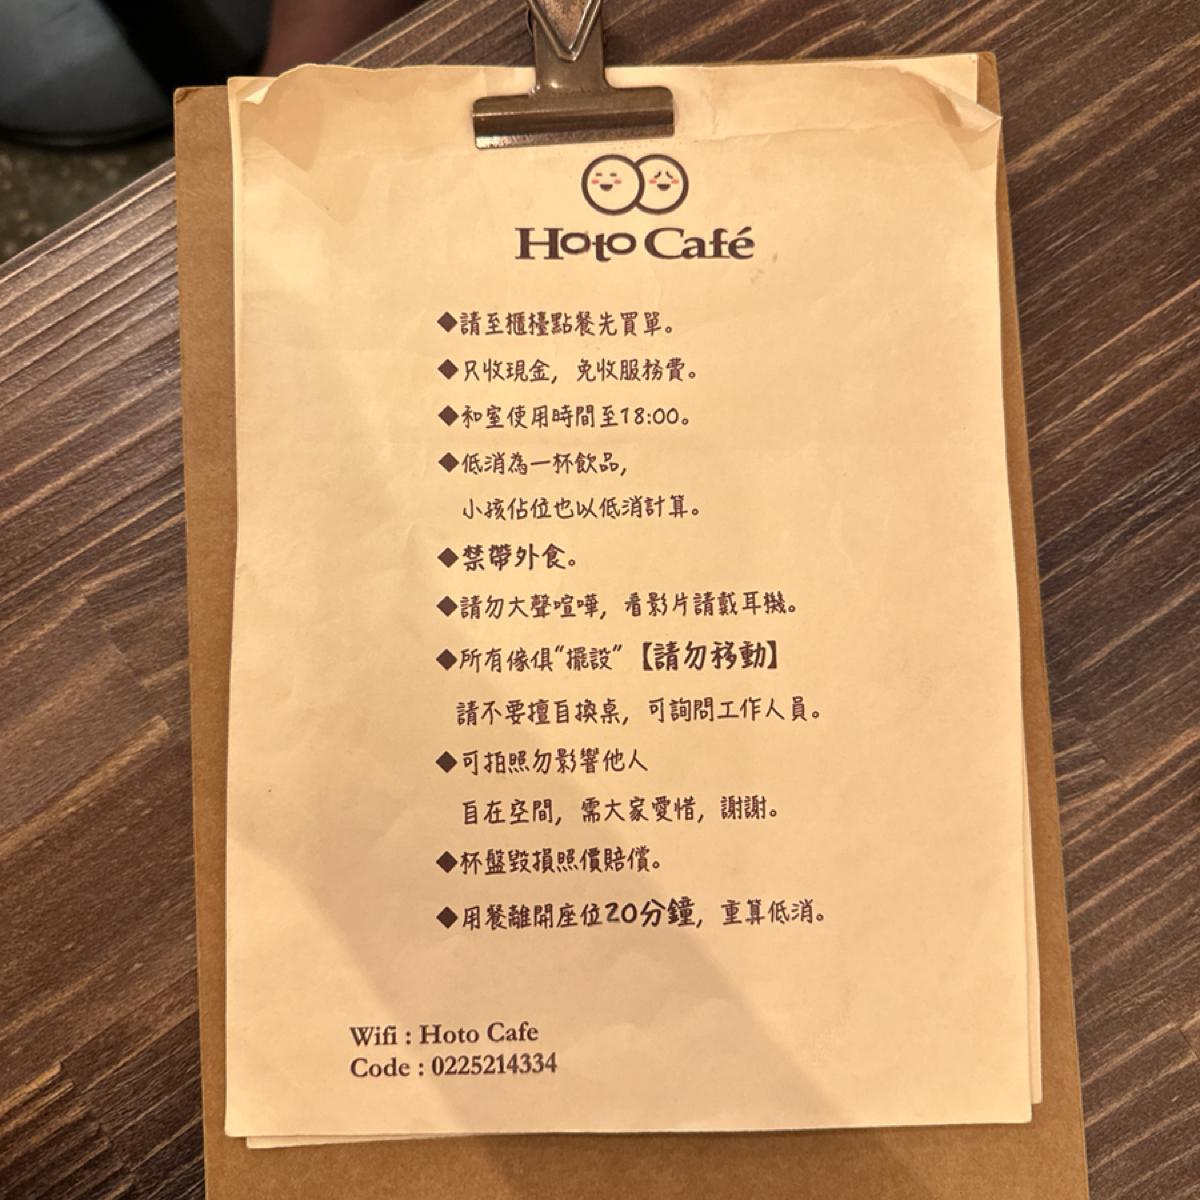 Hoto Café
◆請至櫃檯點餐先買單。
◆只收現金, 免收服務費。
◆和室使用時間至18:00。
◆低消為一杯飲品,
小孩佔位也以低消計算。
◆禁帶外食。
◆請勿大聲喧嘩, 看影片請戴耳機。
◆所有傢俱"擺設"【請勿移動】
請不要擅自換桌, 可詢問工作人員。
◆可拍照勿影響他人
自在空間, 需大家愛惜, 謝謝。
◆杯盤毀損照價賠償。
◆用餐離開座位20分鐘, 重算低消。
Wifi : Hoto Cafe
Code : 0225214334